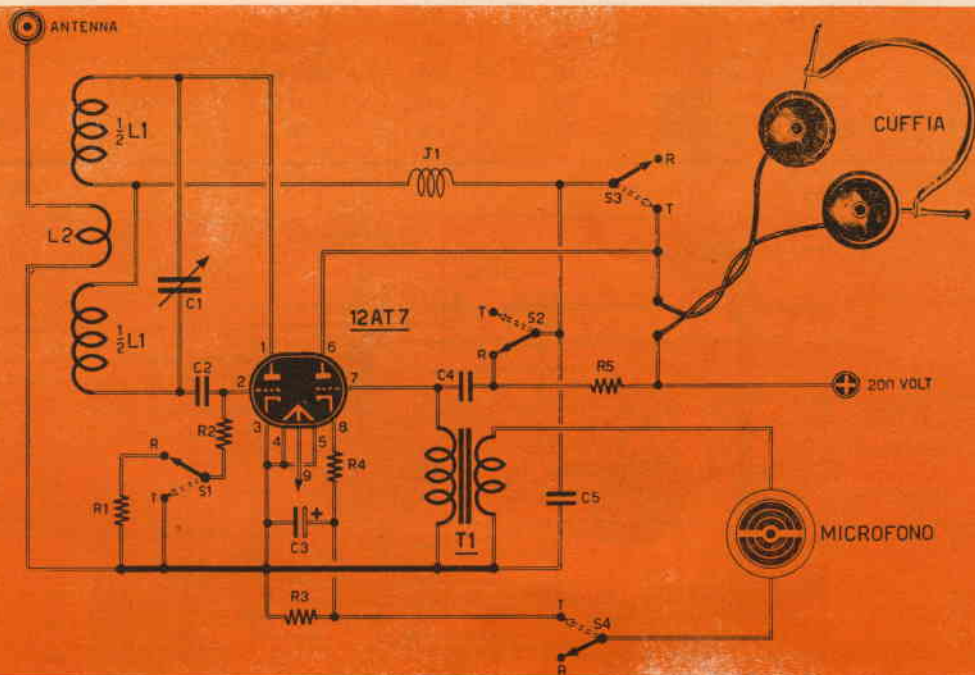 ANTENNA
½L1
L2
½L1
C1
J1
R
S3
T
CUFFIA
12AT7
T
S2
R
1
6
2
7
3
4
5
8
9
C2
R2
C4
R5
200 VOLT
R
S1
T
R1
R4
+
C3
T1
C5
MICROFONO
R3
T
S4
R